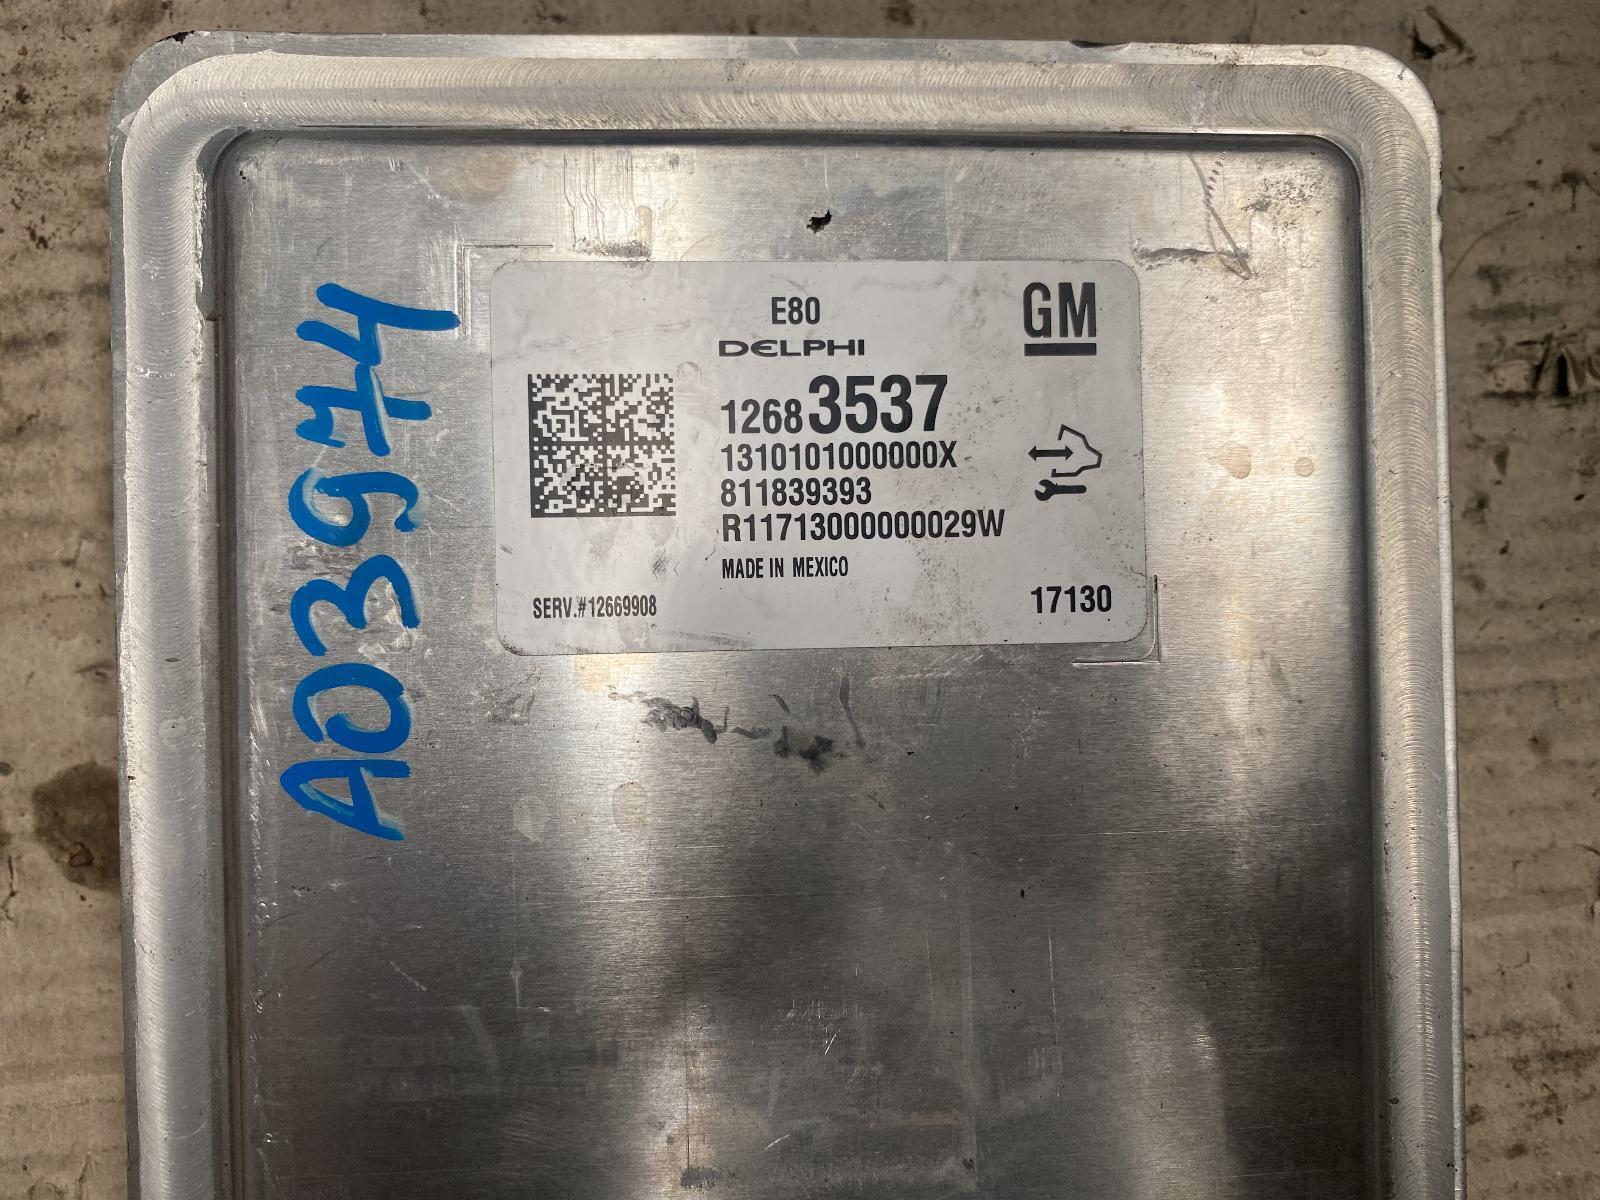 E80
GM
DELPHI
12683537
1310101000000X
811839393
R11713000000029W
MADE IN MEXICO
SERV.#12669908
17130
A03974